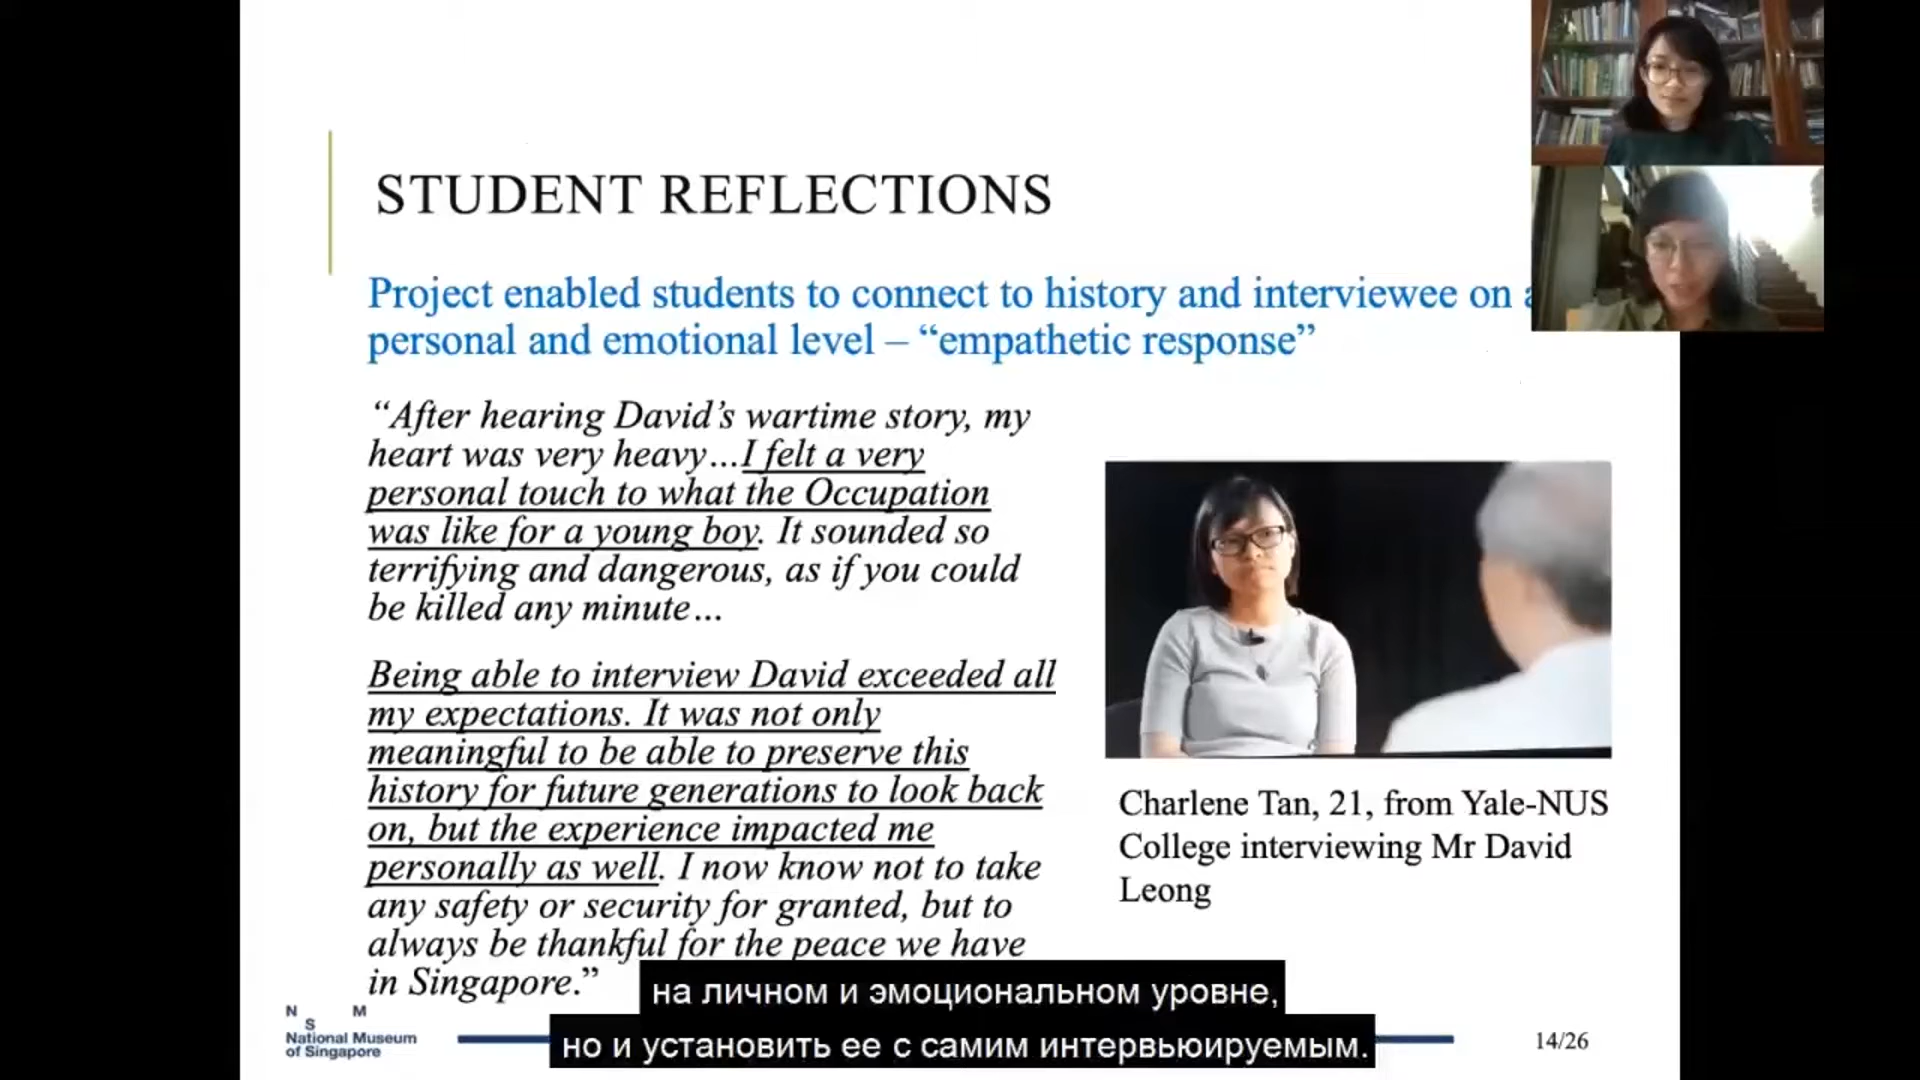 STUDENT REFLECTIONS
Project enabled students to connect to history and interviewee on
personal and emotional level – “empathetic response”
“After hearing David’s wartime story, my
heart was very heavy…I felt a very
personal touch to what the Occupation
was like for a young boy. It sounded so
terrifying and dangerous, as if you could
be killed any minute…
Being able to interview David exceeded all
my expectations. It was not only
meaningful to be able to preserve this
history for future generations to look back
on, but the experience impacted me
personally as well. I now know not to take
any safety or security for granted, but to
always be thankful for the peace we have
in Singapore.”
Charlene Tan, 21, from Yale-NUS
College interviewing Mr David
Leong
на личном и эмоциональном уровне,
но и установить ее с самим интервьюируемым.
N M
S
National Museum
of Singapore
14/26